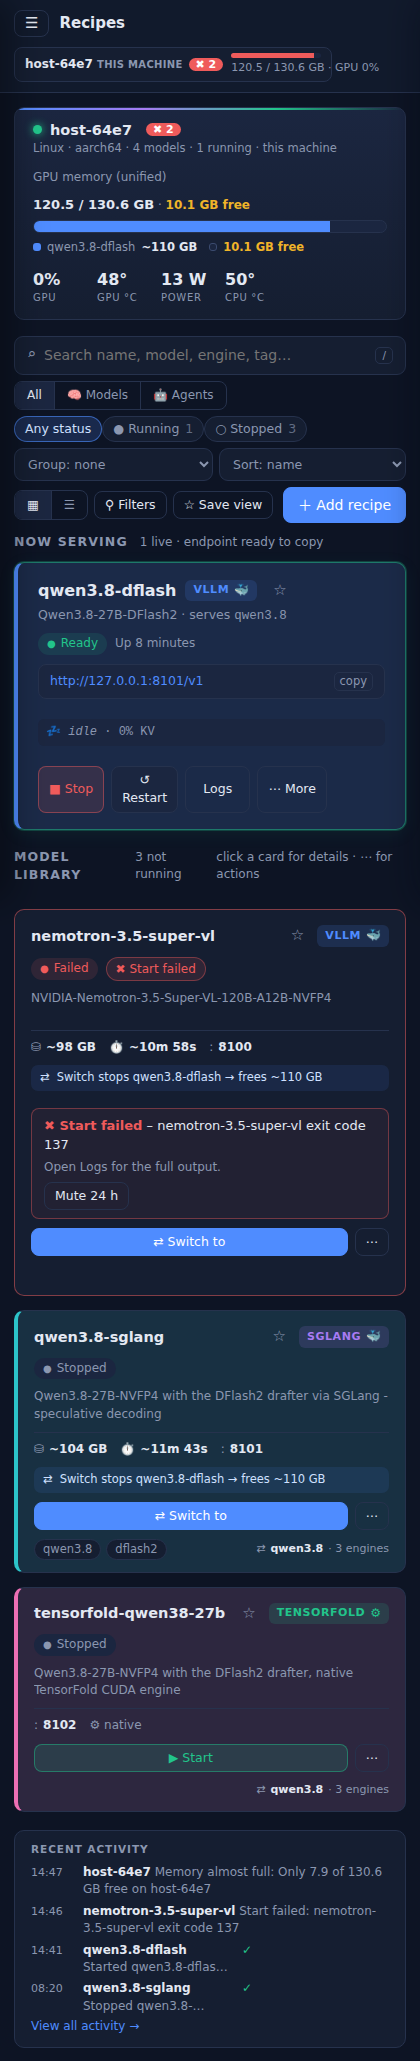 ☰ Recipes
host-64e7 THIS MACHINE ✖ 2 120.5 / 130.6 GB · GPU 0%
host-64e7 ✖ 2
Linux · aarch64 · 4 models · 1 running · this machine
GPU memory (unified)
120.5 / 130.6 GB · 10.1 GB free
qwen3.8-dflash ~110 GB 10.1 GB free
0% 48° 13 W 50°
GPU GPU °C POWER CPU °C
Search name, model, engine, tag… /
All 🧠 Models 🤖 Agents
Any status ● Running 1 ○ Stopped 3
Group: none Sort: name
▦ ☰ ⚲ Filters ☆ Save view + Add recipe
NOW SERVING 1 live · endpoint ready to copy
qwen3.8-dflash VLLM 🐳 ☆
Qwen3.8-27B-DFlash2 · serves qwen3.8
● Ready Up 8 minutes
http://127.0.0.1:8101/v1 copy
💤 idle · 0% KV
■ Stop ↺ Restart Logs ··· More
MODEL LIBRARY 3 not running click a card for details · ··· for actions
nemotron-3.5-super-vl ☆ VLLM 🐳
● Failed ✖ Start failed
NVIDIA-Nemotron-3.5-Super-VL-120B-A12B-NVFP4
~98 GB ⏱ ~10m 58s : 8100
⇄ Switch stops qwen3.8-dflash → frees ~110 GB
✖ Start failed – nemotron-3.5-super-vl exit code
137
Open Logs for the full output.
Mute 24 h
⇄ Switch to ···
qwen3.8-sglang ☆ SGLANG 🐳
● Stopped
Qwen3.8-27B-NVFP4 with the DFlash2 drafter via SGLang -
speculative decoding
~104 GB ⏱ ~11m 43s : 8101
⇄ Switch stops qwen3.8-dflash → frees ~110 GB
⇄ Switch to ···
qwen3.8 dflash2 ⇄ qwen3.8 · 3 engines
tensorfold-qwen38-27b ☆ TENSORFOLD ⚙
● Stopped
Qwen3.8-27B-NVFP4 with the DFlash2 drafter, native
TensorFold CUDA engine
: 8102 ⚙ native
▶ Start ···
⇄ qwen3.8 · 3 engines
RECENT ACTIVITY
14:47 host-64e7 Memory almost full: Only 7.9 of 130.6
GB free on host-64e7
14:46 nemotron-3.5-super-vl Start failed: nemotron-
3.5-super-vl exit code 137
14:41 qwen3.8-dflash ✓
Started qwen3.8-dflas…
08:20 qwen3.8-sglang ✓
Stopped qwen3.8-…
View all activity →